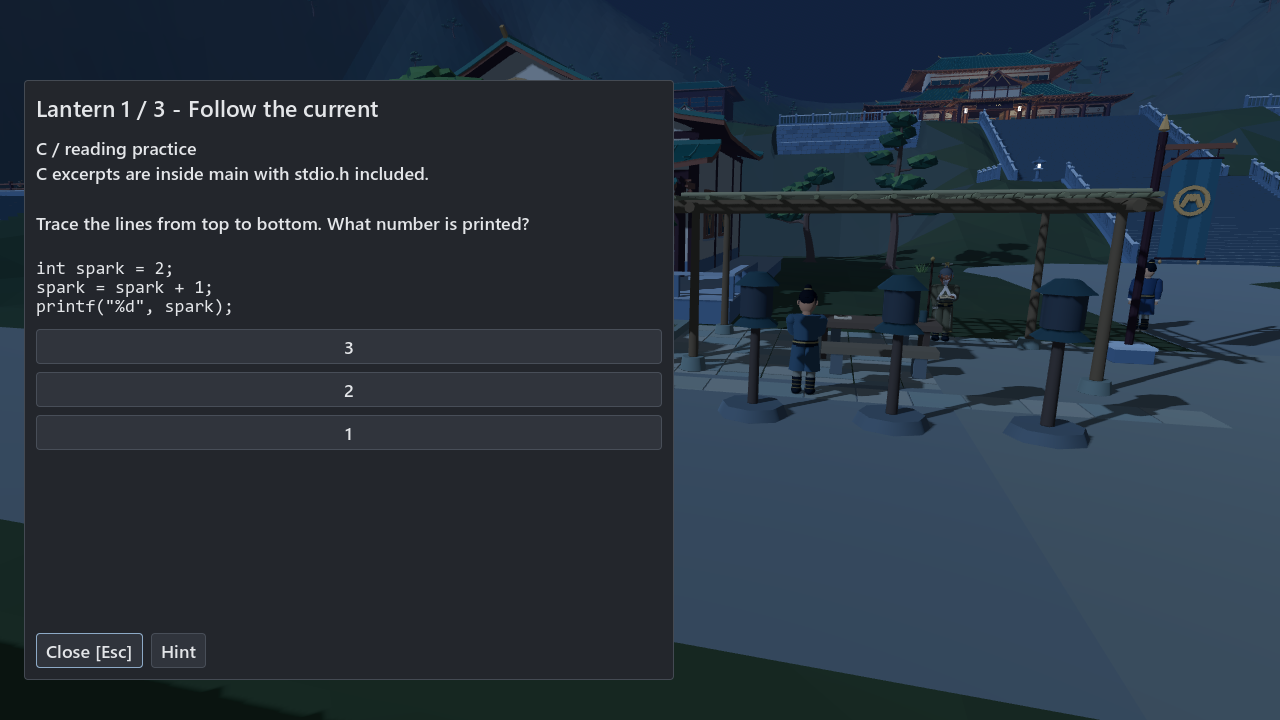 Lantern 1 / 3 - Follow the current
C / reading practice
C excerpts are inside main with stdio.h included.
Trace the lines from top to bottom. What number is printed?
int spark = 2;
spark = spark + 1;
printf("%d", spark);
3
2
1
Close [Esc]
Hint